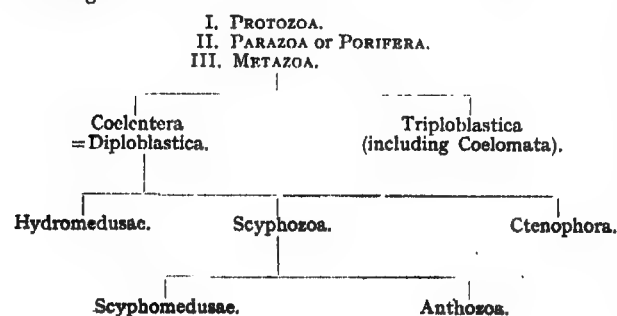 I. PROTOZOA.
II. PARAZOA or PORIFERA.
III. METAZOA.
Coelentera Triploblastica
=Diploblastica. (including Coelomata).
Hydromedusae. Scyphozoa. Ctenophora.
Scyphomedusae. Anthozoa.